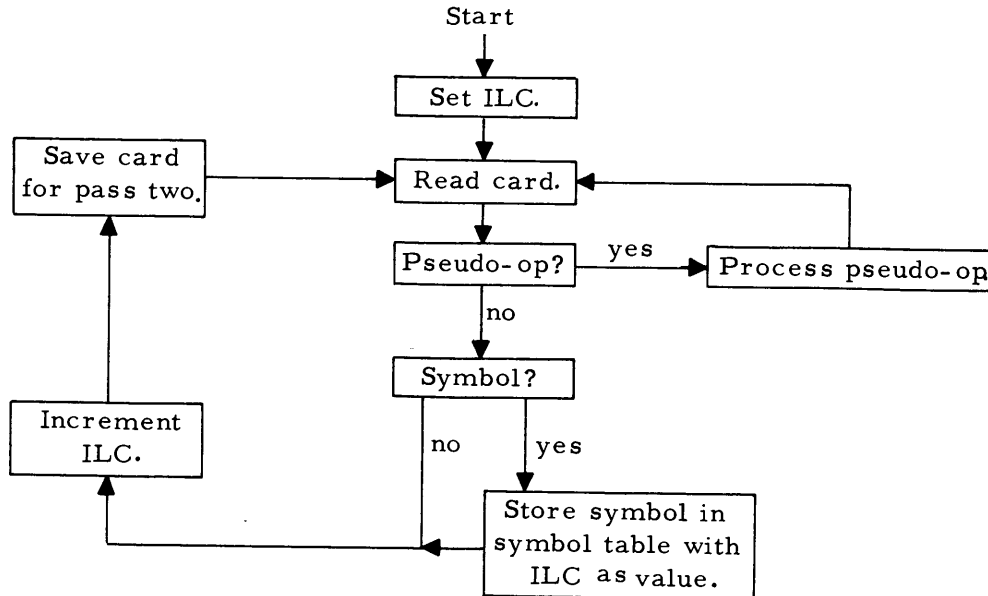 Start
Set ILC.
Save card
for pass two.
Read card.
Pseudo-op?
yes
Process pseudo-op
no
Symbol?
Increment
ILC.
no
yes
Store symbol in
symbol table with
ILC as value.